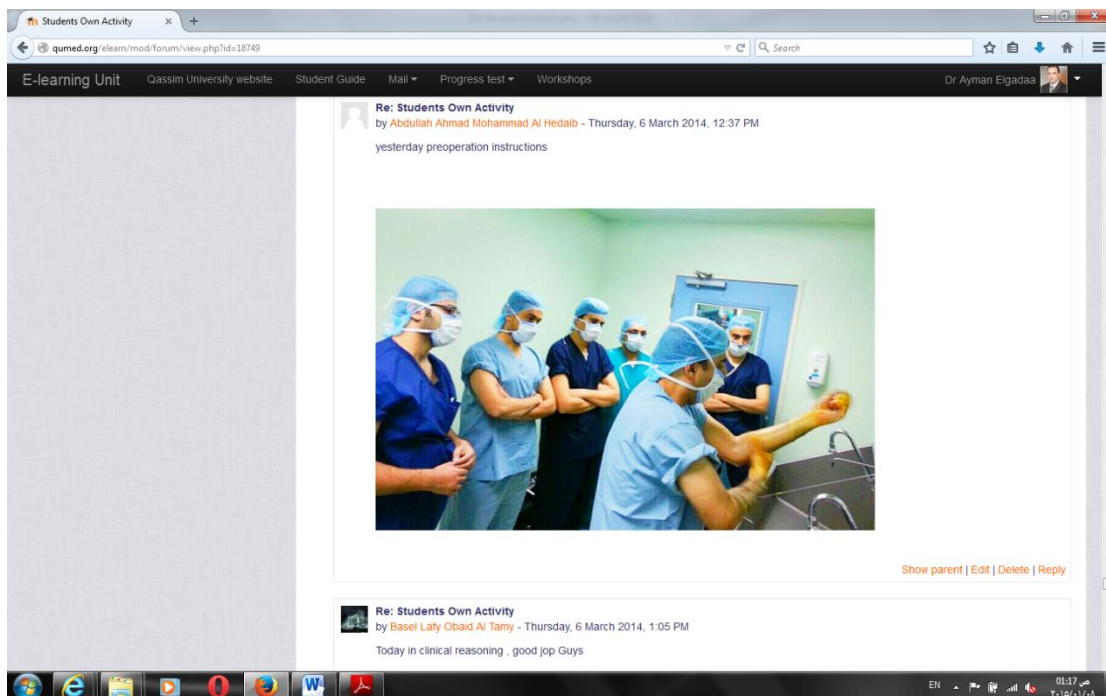 Students Own Activity
qumed.org/elearn/mod/forum/view.php?id=18749
Search
E-learning Unit Qassim University website Student Guide Mail Progress test Workshops Dr Ayman Elgadaa
Re: Students Own Activity
by Abdullah Ahmad Mohammad Al Hedaib - Thursday, 6 March 2014, 12:37 PM
yesterday preoperation instructions
Show parent | Edit | Delete | Reply
Re: Students Own Activity
by Basel Lafy Obaid Al Tamy - Thursday, 6 March 2014, 1:05 PM
Today in clinical reasoning , good jop Guys
EN
01:17 ص